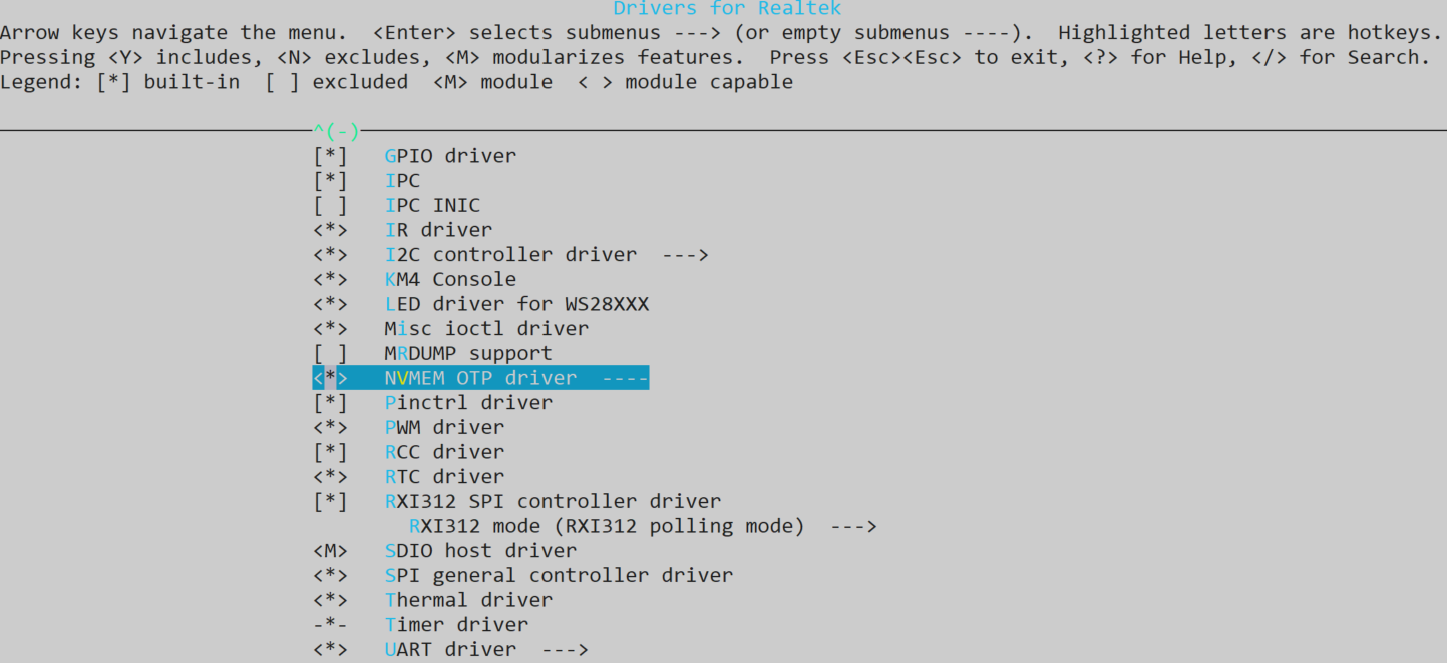 Drivers for Realtek
Arrow keys navigate the menu.  <Enter> selects submenus ---> (or empty submenus ----).  Highlighted letters are hotkeys.
Pressing <Y> includes, <N> excludes, <M> modularizes features.  Press <Esc><Esc> to exit, <?> for Help, </> for Search.
Legend: [*] built-in  [ ] excluded  <M> module  < > module capable
^(-)
[*]   GPIO driver
[*]   IPC
[ ]   IPC INIC
<*>   IR driver
<*>   I2C controller driver  --->
<*>   KM4 Console
<*>   LED driver for WS28XXX
<*>   Misc ioctl driver
[ ]   MRDUMP support
<*>   NVMEM OTP driver  ----
[*]   Pinctrl driver
<*>   PWM driver
[*]   RCC driver
<*>   RTC driver
[*]   RXI312 SPI controller driver
        RXI312 mode (RXI312 polling mode)  --->
<M>   SDIO host driver
<*>   SPI general controller driver
<*>   Thermal driver
-*-   Timer driver
<*>   UART driver  --->